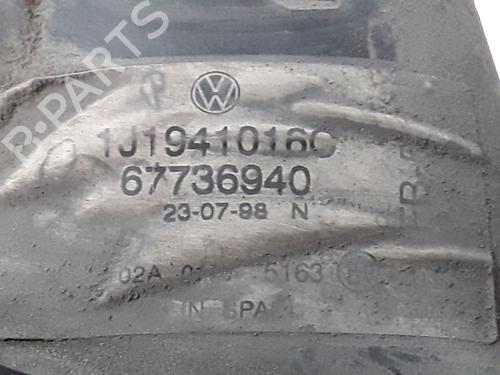 B-PARTS
1J1941016C
67736940
23-07-98 N
02A 5163
IN SPA